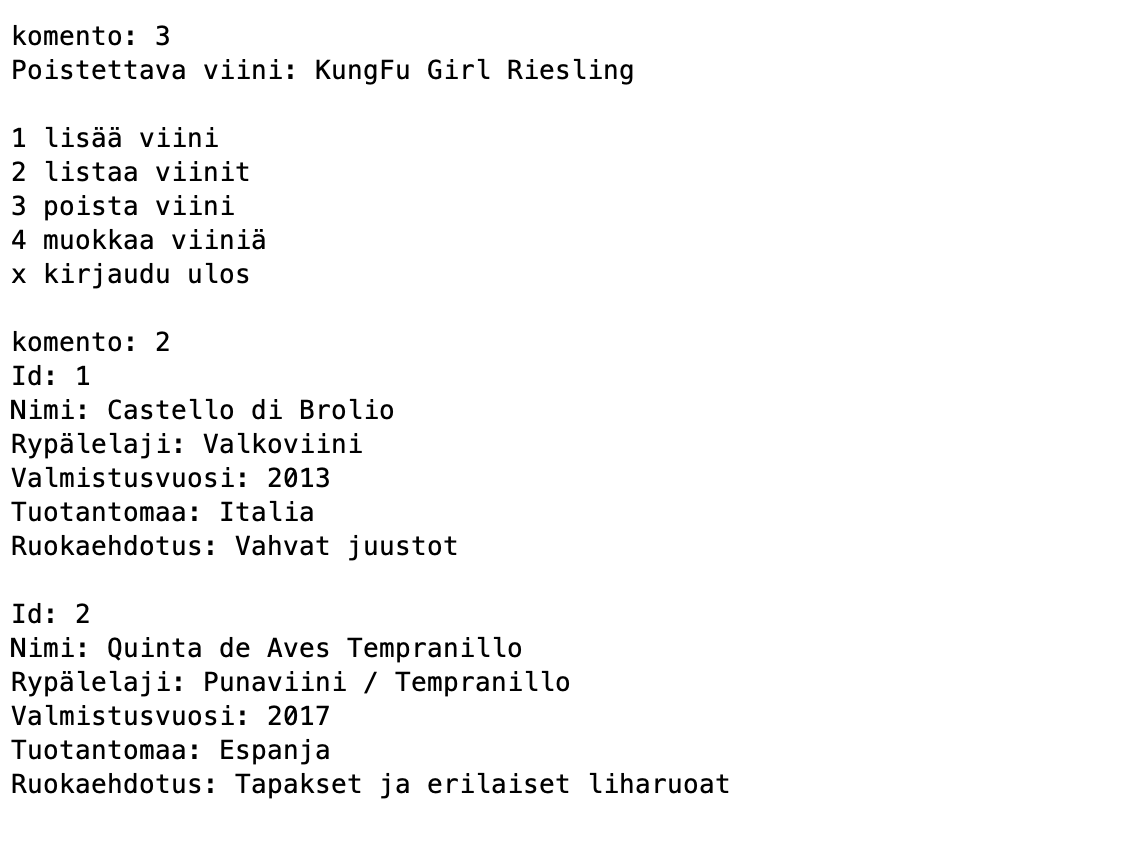 komento: 3
Poistettava viini: KungFu Girl Riesling
1 lisää viini
2 listaa viinit
3 poista viini
4 muokkaa viiniä
x kirjaudu ulos
komento: 2
Id: 1
Nimi: Castello di Brolio
Rypälelaji: Valkoviini
Valmistusvuosi: 2013
Tuotantomaa: Italia
Ruokaehdotus: Vahvat juustot
Id: 2
Nimi: Quinta de Aves Tempranillo
Rypälelaji: Punaviini / Tempranillo
Valmistusvuosi: 2017
Tuotantomaa: Espanja
Ruokaehdotus: Tapakset ja erilaiset liharuoat